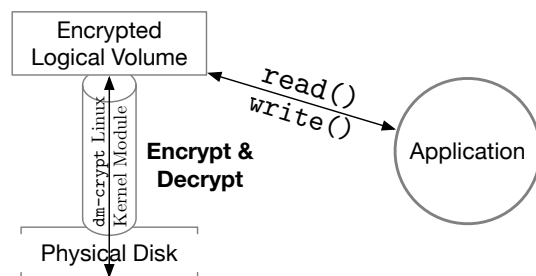 Encrypted
Logical Volume
read()
write()
dm-crypt Linux
Kernel Module
Encrypt &
Decrypt
Application
Physical Disk